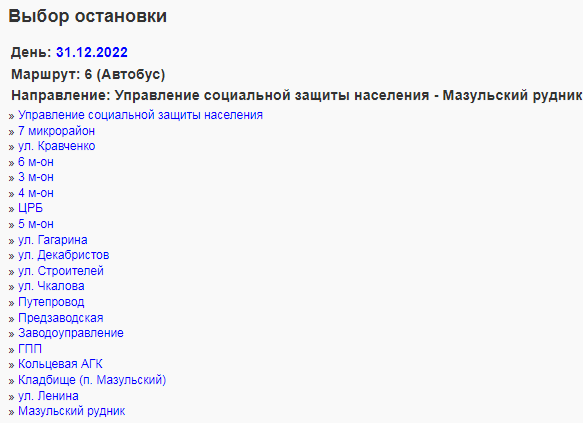 Выбор остановки
День: 31.12.2022
Маршрут: 6 (Автобус)
Направление: Управление социальной защиты населения - Мазульский рудник
» Управление социальной защиты населения
» 7 микрорайон
» ул. Кравченко
» 6 м-он
» 3 м-он
» 4 м-он
» ЦРБ
» 5 м-он
» ул. Гагарина
» ул. Декабристов
» ул. Строителей
» ул. Чкалова
» Путепровод
» Предзаводская
» Заводоуправление
» ГПП
» Кольцевая АГК
» Кладбище (п. Мазульский)
» ул. Ленина
» Мазульский рудник